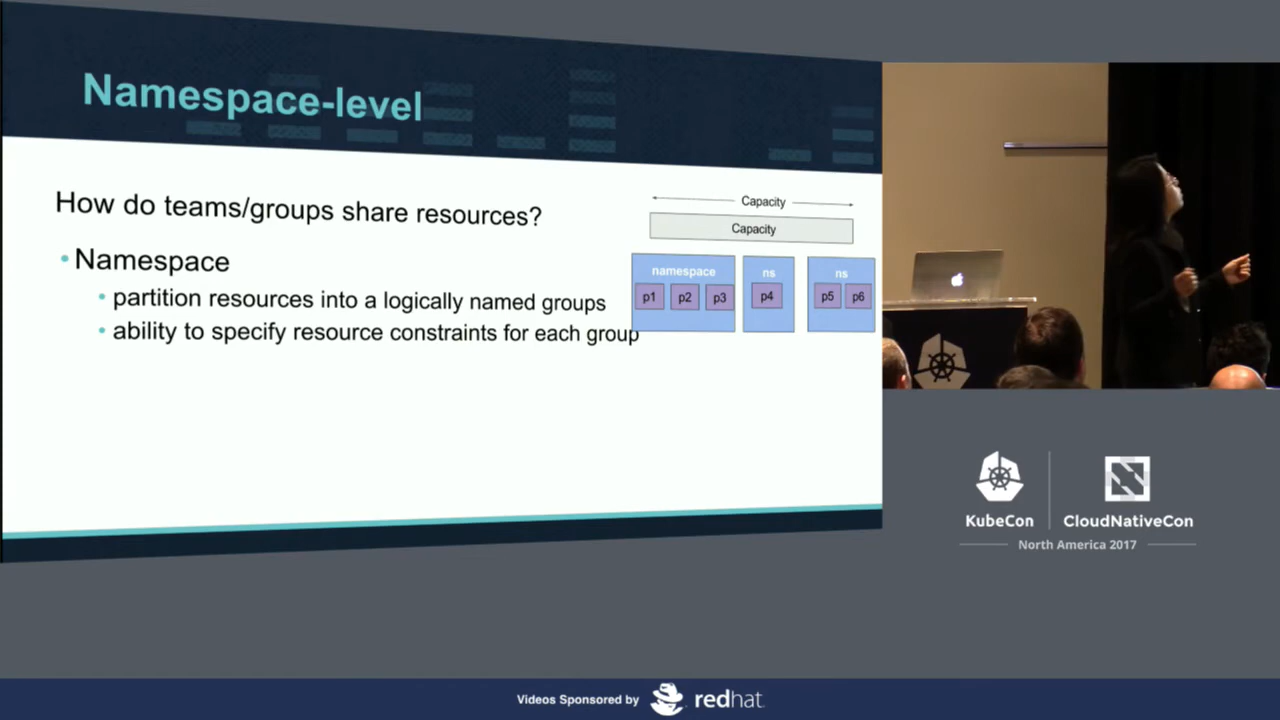 Namespace-level
How do teams/groups share resources?
• Namespace
• partition resources into a logically named groups
• ability to specify resource constraints for each group
Capacity
Capacity
namespace
p1 p2 p3
ns
p4
ns
p5 p6
KubeCon
CloudNativeCon
North America 2017
Videos Sponsored by
redhat.